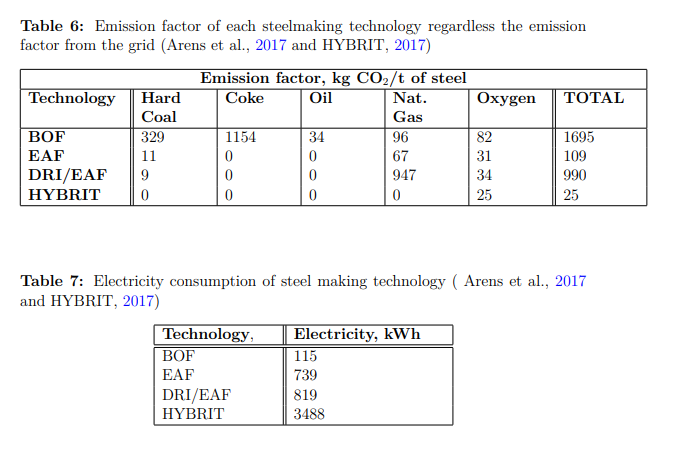 Table 6: Emission factor of each steelmaking technology regardless the emission
factor from the grid (Arens et al., 2017 and HYBRIT, 2017)
Emission factor, kg CO₂/t of steel
Technology Hard Coal Coke Oil Nat. Gas Oxygen TOTAL
BOF 329 1154 34 96 82 1695
EAF 11 0 0 67 31 109
DRI/EAF 9 0 0 947 34 990
HYBRIT 0 0 0 0 25 25
Table 7: Electricity consumption of steel making technology ( Arens et al., 2017
and HYBRIT, 2017)
Technology, Electricity, kWh
BOF 115
EAF 739
DRI/EAF 819
HYBRIT 3488